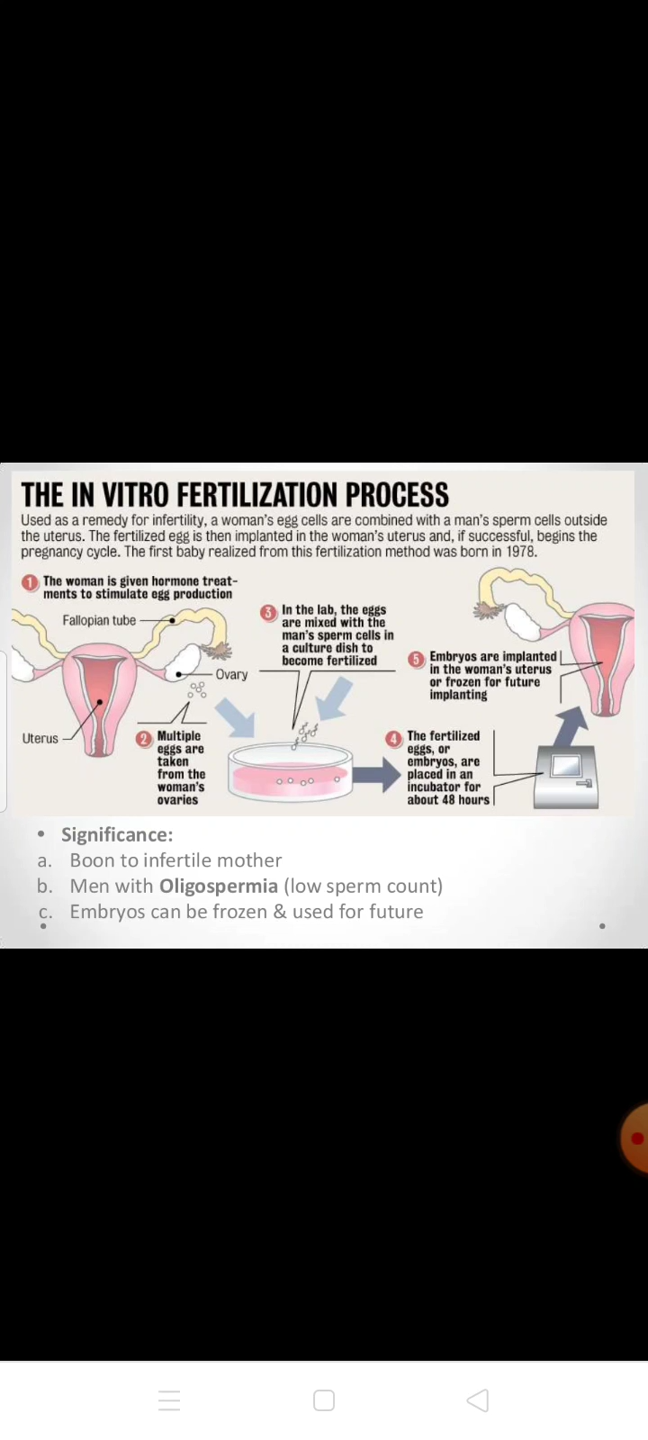 THE IN VITRO FERTILIZATION PROCESS
Used as a remedy for infertility, a woman's egg cells are combined with a man's sperm cells outside
the uterus. The fertilized egg is then implanted in the woman's uterus and, if successful, begins the
pregnancy cycle. The first baby realized from this fertilization method was born in 1978.
1 The woman is given hormone treat-
ments to stimulate egg production
Fallopian tube
Ovary
Uterus
2 Multiple
eggs are
taken
from the
woman's
ovaries
3 In the lab, the eggs
are mixed with the
man's sperm cells in
a culture dish to
become fertilized
4 The fertilized
eggs, or
embryos, are
placed in an
incubator for
about 48 hours
5 Embryos are implanted
in the woman's uterus
or frozen for future
implanting
• Significance:
a. Boon to infertile mother
b. Men with Oligospermia (low sperm count)
c. Embryos can be frozen & used for future